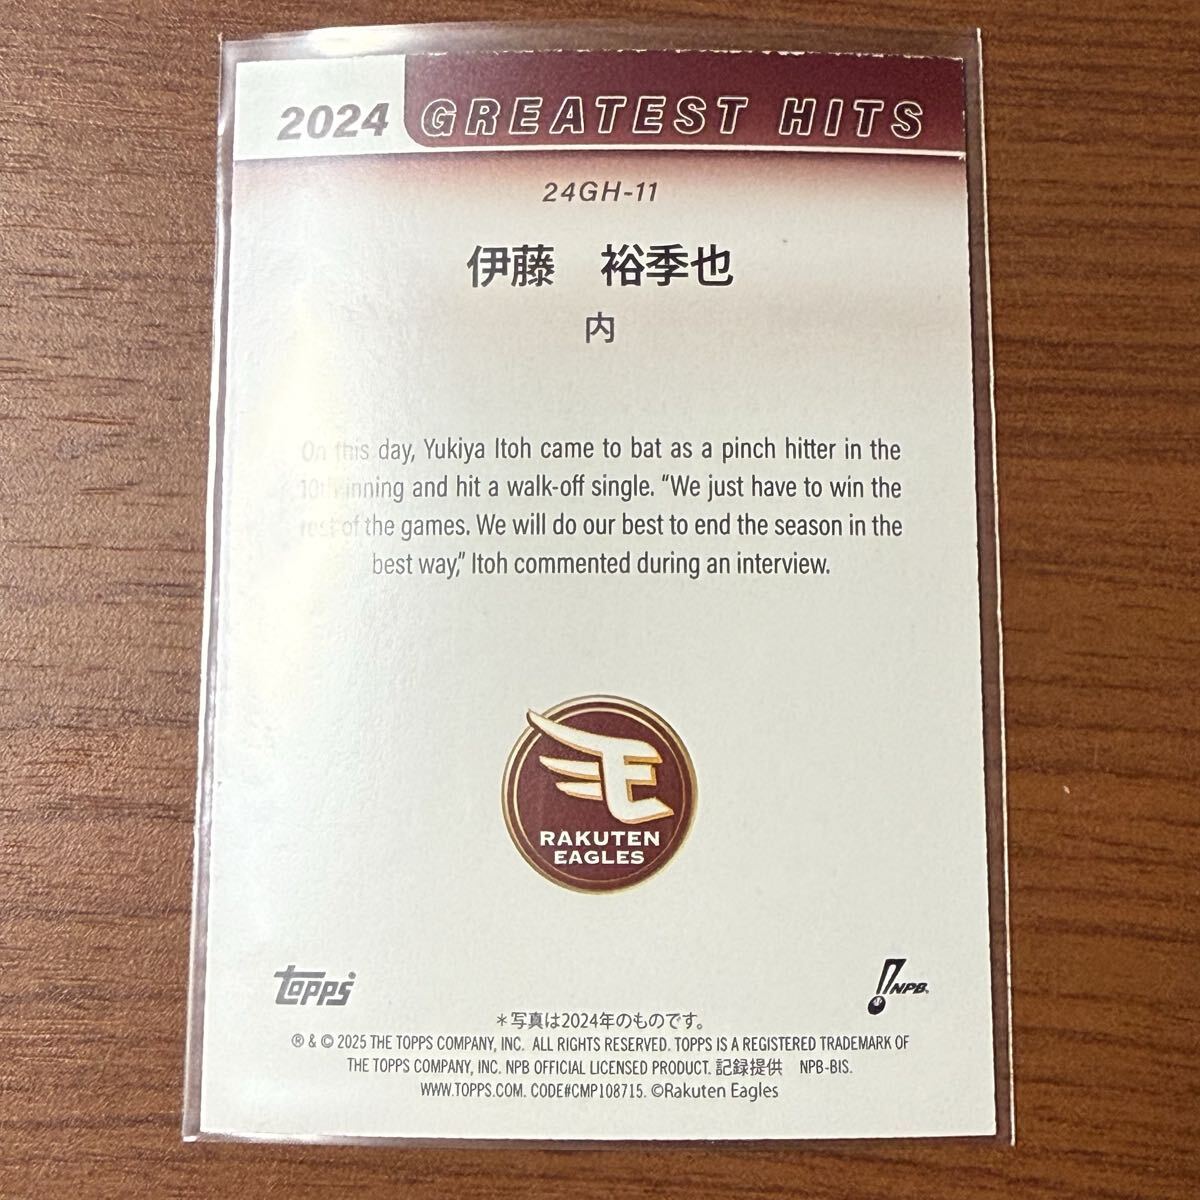 2024 GREATEST HITS
24GH-11
伊藤　裕季也
内
On this day, Yukiya Itoh came to bat as a pinch hitter in the
10th inning and hit a walk-off single. “We just have to win the
rest of the games. We will do our best to end the season in the
best way,” Itoh commented during an interview.
E
RAKUTEN
EAGLES
topps
NPB
＊写真は2024年のものです。
® & © 2025 THE TOPPS COMPANY, INC. ALL RIGHTS RESERVED. TOPPS IS A REGISTERED TRADEMARK OF
THE TOPPS COMPANY, INC. NPB OFFICIAL LICENSED PRODUCT. 記録提供　NPB-BIS.
WWW.TOPPS.COM. CODE#CMP108715. ©Rakuten Eagles